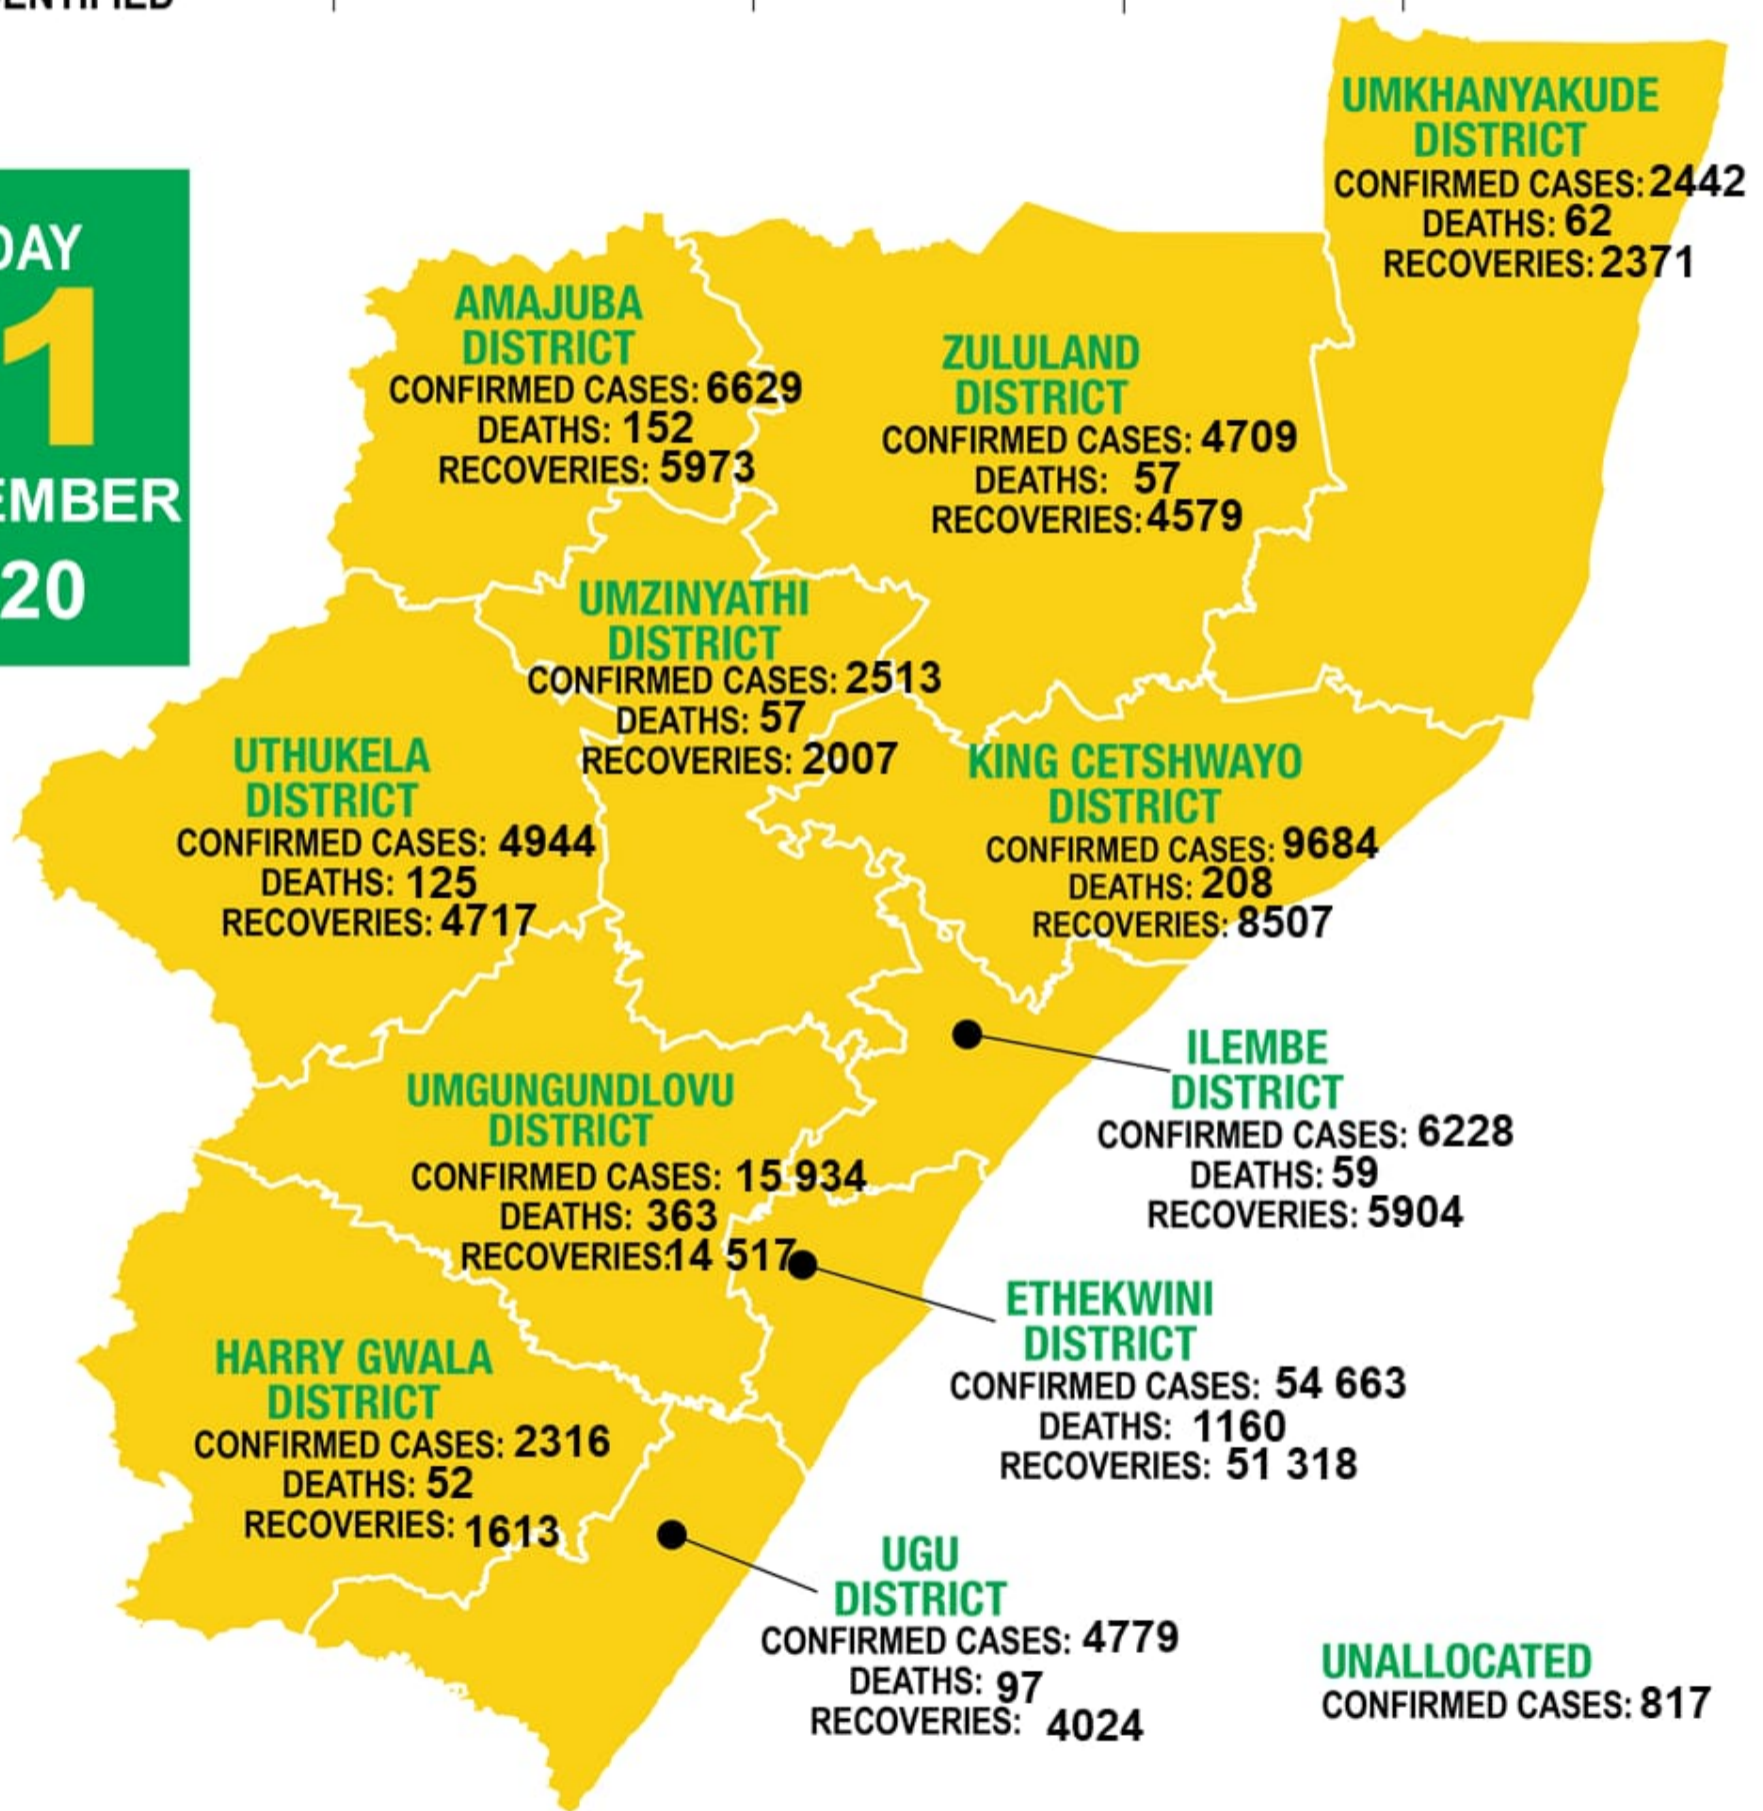 DAY
1
EMBER
20
UMKHANYAKUDE
DISTRICT
CONFIRMED CASES: 2442
DEATHS: 62
RECOVERIES: 2371
AMAJUBA
DISTRICT
CONFIRMED CASES: 6629
DEATHS: 152
RECOVERIES: 5973
ZULULAND
DISTRICT
CONFIRMED CASES: 4709
DEATHS: 57
RECOVERIES: 4579
UMZINYATHI
DISTRICT
CONFIRMED CASES: 2513
DEATHS: 57
RECOVERIES: 2007
UTHUKELA
DISTRICT
CONFIRMED CASES: 4944
DEATHS: 125
RECOVERIES: 4717
KING CETSHWAYO
DISTRICT
CONFIRMED CASES: 9684
DEATHS: 208
RECOVERIES: 8507
ILEMBE
DISTRICT
CONFIRMED CASES: 6228
DEATHS: 59
RECOVERIES: 5904
UMGUNGUNDLOVU
DISTRICT
CONFIRMED CASES: 15 934
DEATHS: 363
RECOVERIES:14 517
ETHEKWINI
DISTRICT
CONFIRMED CASES: 54 663
DEATHS: 1160
RECOVERIES: 51 318
HARRY GWALA
DISTRICT
CONFIRMED CASES: 2316
DEATHS: 52
RECOVERIES: 1613
UGU
DISTRICT
CONFIRMED CASES: 4779
DEATHS: 97
RECOVERIES: 4024
UNALLOCATED
CONFIRMED CASES: 817